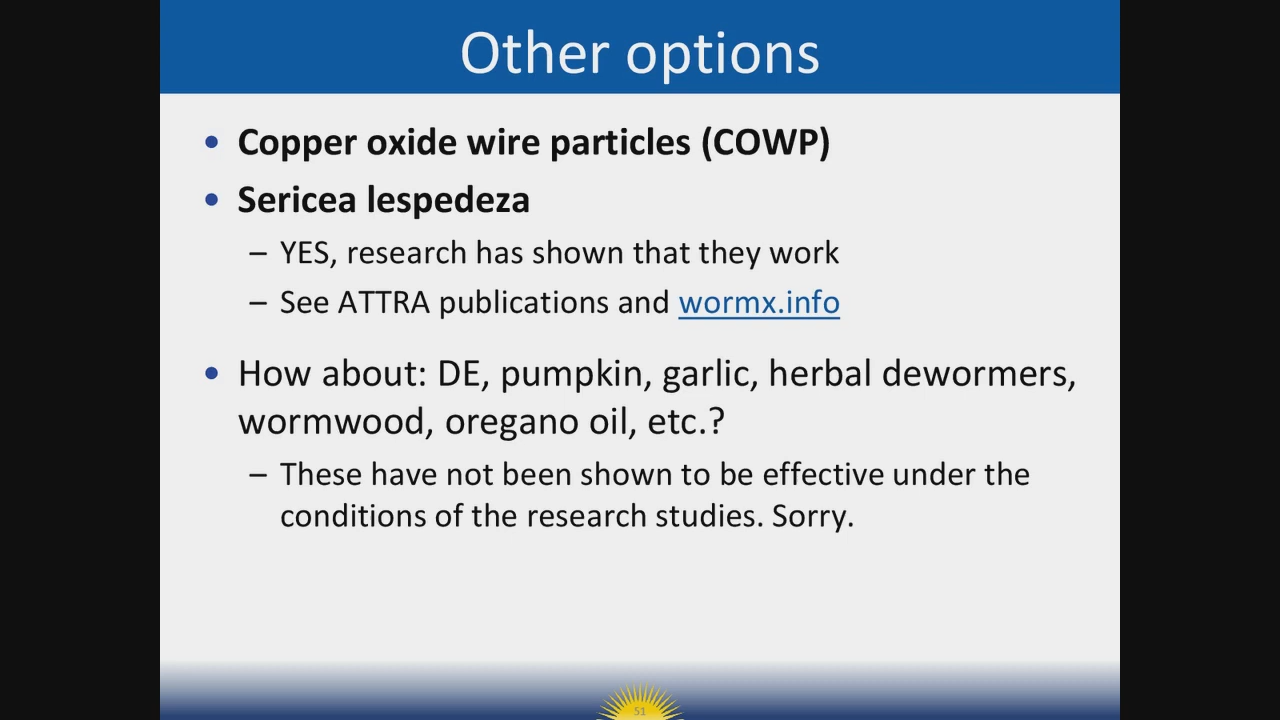 Other options
• Copper oxide wire particles (COWP)
• Sericea lespedeza
– YES, research has shown that they work
– See ATTRA publications and wormx.info
• How about: DE, pumpkin, garlic, herbal dewormers,
wormwood, oregano oil, etc.?
– These have not been shown to be effective under the
conditions of the research studies. Sorry.
51